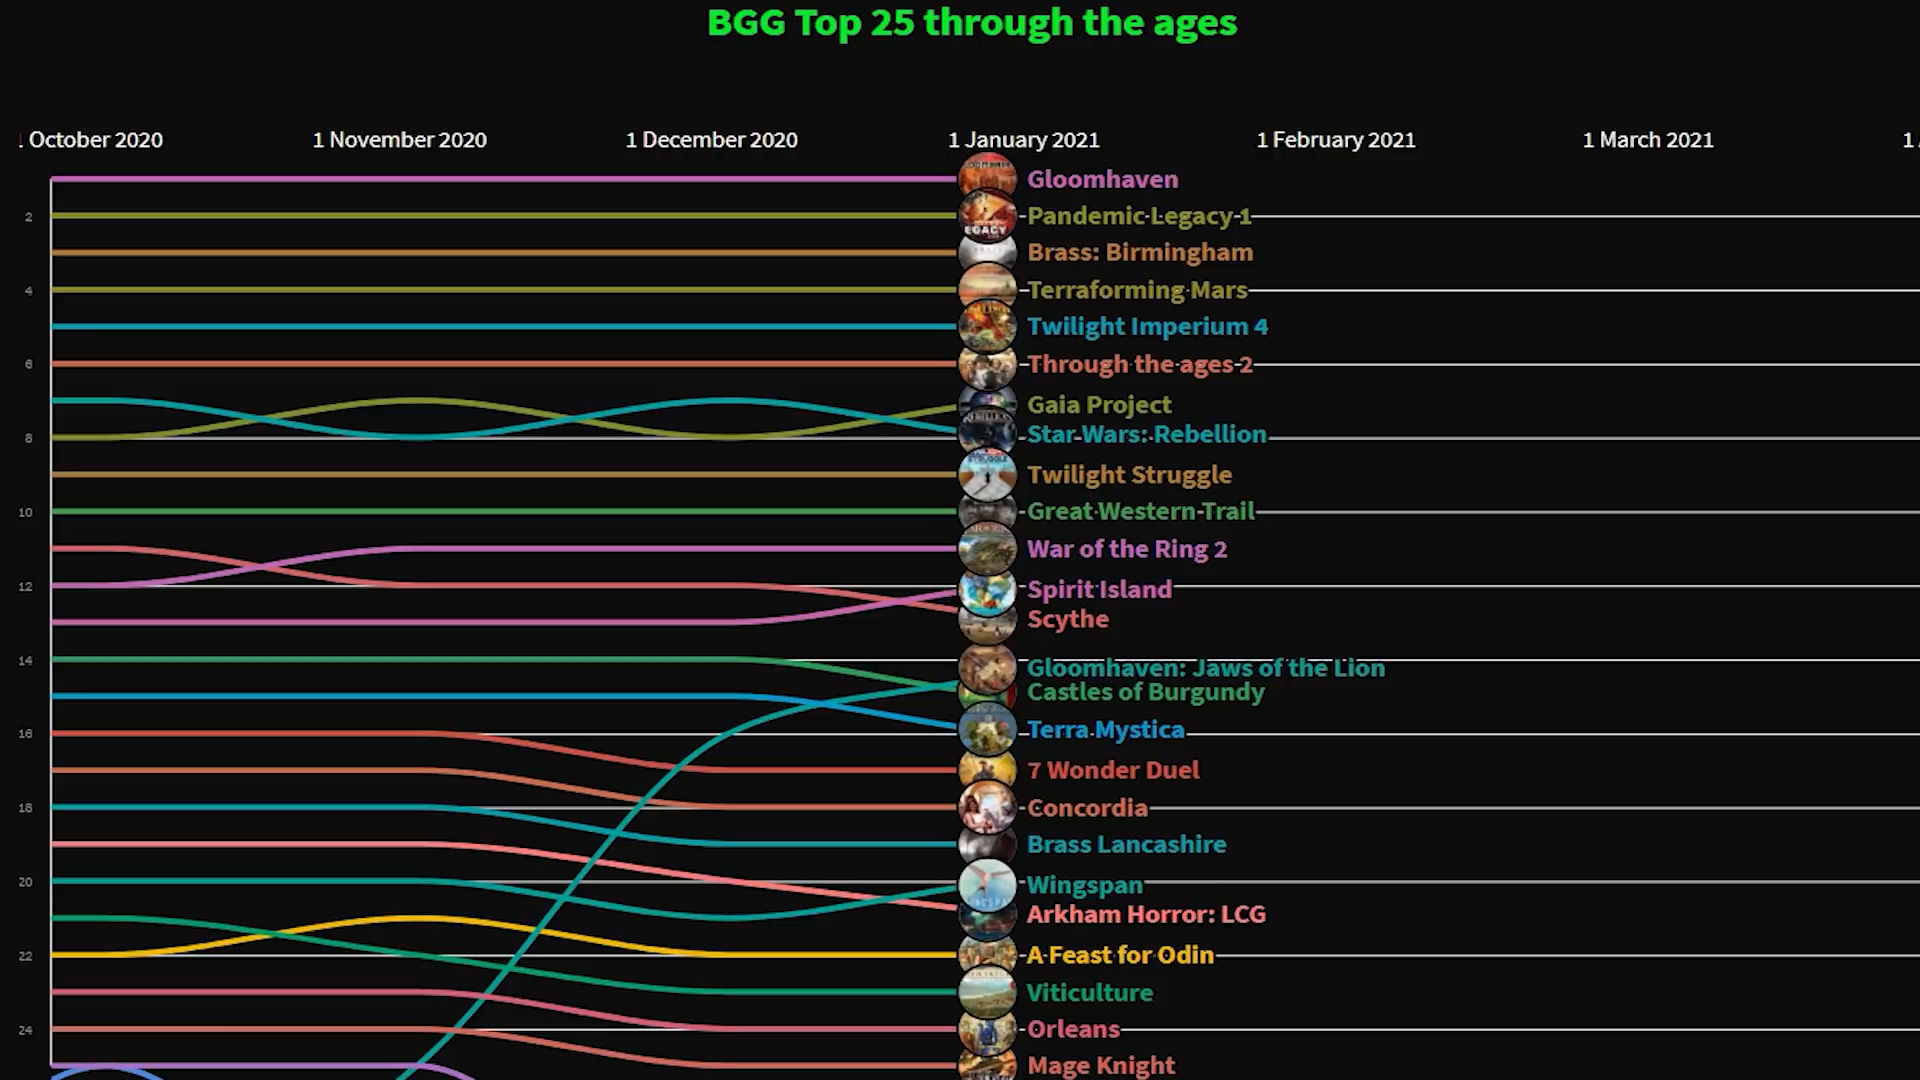 BGG Top 25 through the ages
October 2020
1 November 2020
1 December 2020
1 January 2021
1 February 2021
1 March 2021
1
Gloomhaven
2
Pandemic Legacy 1
LEGACY
Brass: Birmingham
4
Terraforming Mars
Twilight Imperium 4
6
Through the ages 2
Gaia Project
8
Star Wars: Rebellion
Twilight Struggle
10
Great Western Trail
War of the Ring 2
12
Spirit Island
Scythe
14
Gloomhaven: Jaws of the Lion
Castles of Burgundy
16
Terra Mystica
7 Wonder Duel
18
Concordia
Brass Lancashire
20
Wingspan
Arkham Horror: LCG
22
A Feast for Odin
Viticulture
24
Orleans
Mage Knight